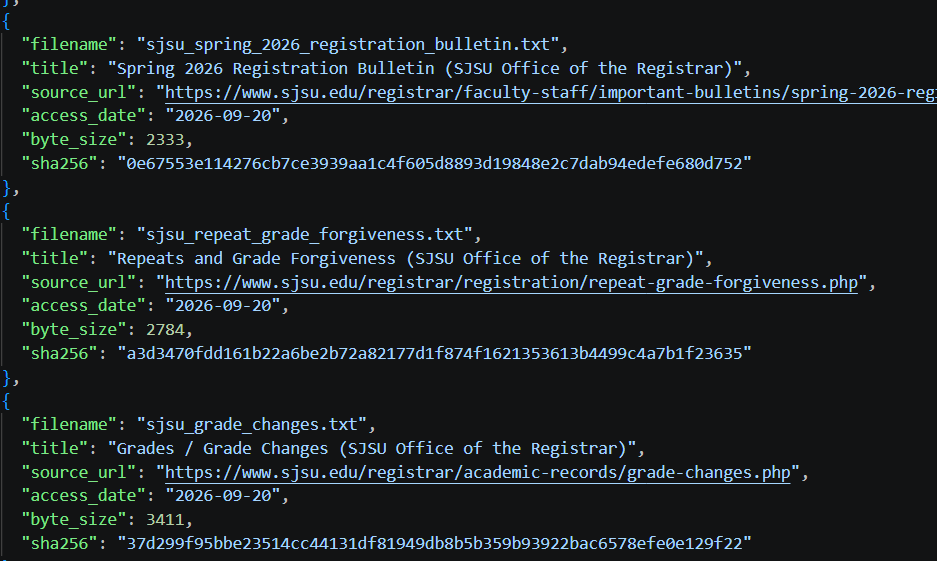 },
{
"filename": "sjsu_spring_2026_registration_bulletin.txt",
"title": "Spring 2026 Registration Bulletin (SJSU Office of the Registrar)",
"source_url": "https://www.sjsu.edu/registrar/faculty-staff/important-bulletins/spring-2026-regi
"access_date": "2026-09-20",
"byte_size": 2333,
"sha256": "0e67553e114276cb7ce3939aa1c4f605d8893d19848e2c7dab94edefe680d752"
},
{
"filename": "sjsu_repeat_grade_forgiveness.txt",
"title": "Repeats and Grade Forgiveness (SJSU Office of the Registrar)",
"source_url": "https://www.sjsu.edu/registrar/registration/repeat-grade-forgiveness.php",
"access_date": "2026-09-20",
"byte_size": 2784,
"sha256": "a3d3470fdd161b22a6be2b72a82177d1f874f1621353613b4499c4a7b1f23635"
},
{
"filename": "sjsu_grade_changes.txt",
"title": "Grades / Grade Changes (SJSU Office of the Registrar)",
"source_url": "https://www.sjsu.edu/registrar/academic-records/grade-changes.php",
"access_date": "2026-09-20",
"byte_size": 3411,
"sha256": "37d299f95bbe23514cc44131df81949db8b5b359b93922bac6578efe0e129f22"